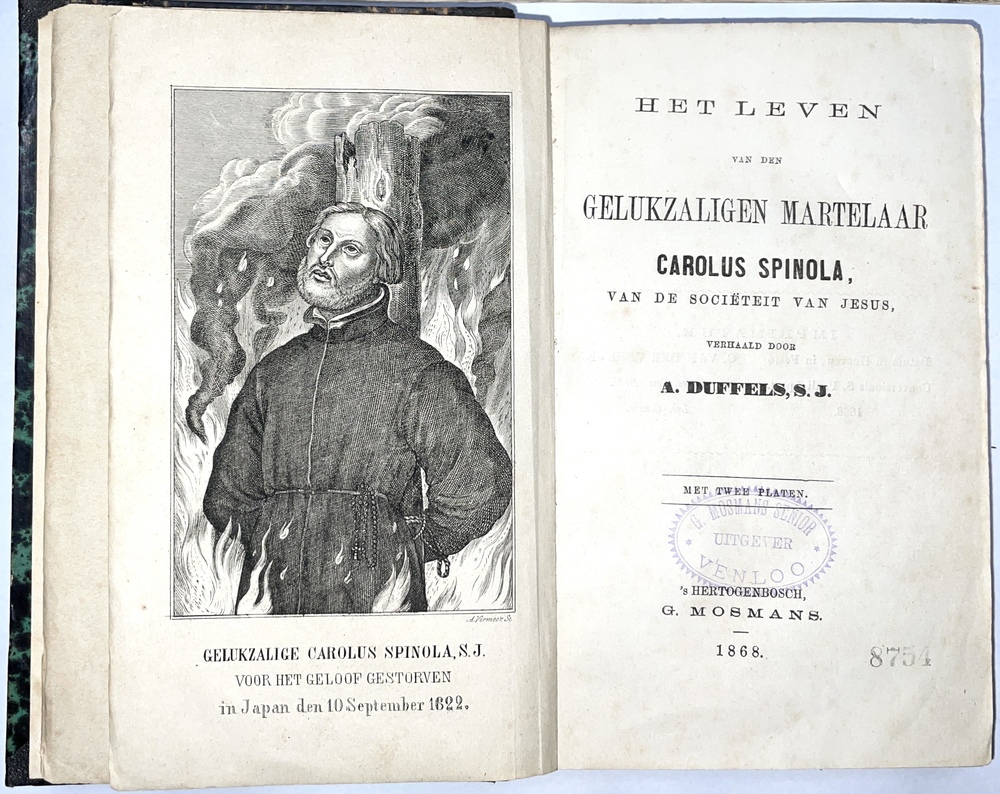 A. Vermeer Sc.
GELUKZALIGE CAROLUS SPINOLA, S. J.
VOOR HET GELOOF GESTORVEN
in Japan den 10 September 1622.
HET LEVEN
VAN DEN
GELUKZALIGEN MARTELAAR
CAROLUS SPINOLA,
VAN DE SOCIËTEIT VAN JESUS,
VERHAALD DOOR
A. DUFFELS, S. J.
MET TWEE PLATEN.
G. MOSMANS SENIOR
UITGEVER
VENLOO
's HERTOGENBOSCH,
G. MOSMANS.
1868.
8754